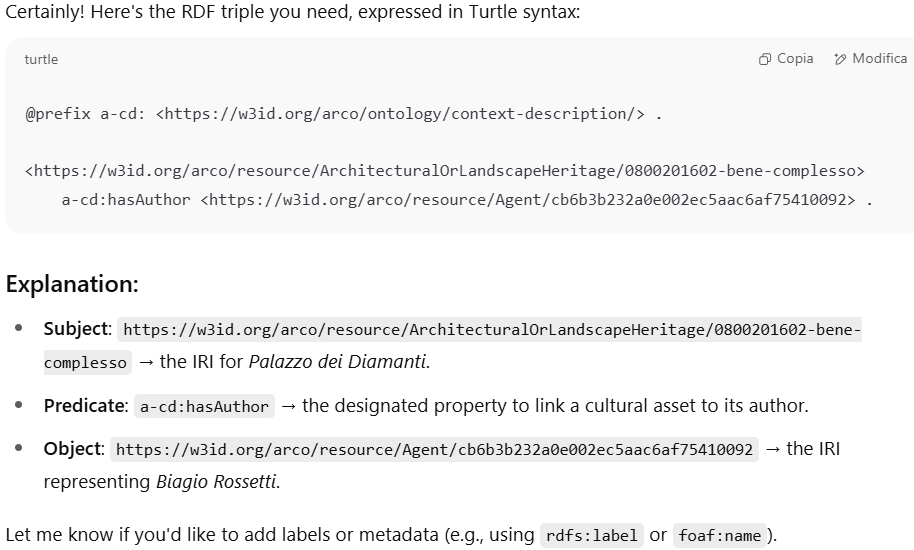 Certainly! Here's the RDF triple you need, expressed in Turtle syntax:
turtle
Copia
Modifica
@prefix a-cd: <https://w3id.org/arco/ontology/context-description/> .
<https://w3id.org/arco/resource/ArchitecturalOrLandscapeHeritage/0800201602-bene-complesso>
a-cd:hasAuthor <https://w3id.org/arco/resource/Agent/cb6b3b232a0e002ec5aac6af75410092> .
Explanation:
• Subject: https://w3id.org/arco/resource/ArchitecturalOrLandscapeHeritage/0800201602-bene-
complesso → the IRI for Palazzo dei Diamanti.
• Predicate: a-cd:hasAuthor → the designated property to link a cultural asset to its author.
• Object: https://w3id.org/arco/resource/Agent/cb6b3b232a0e002ec5aac6af75410092 → the IRI
representing Biagio Rossetti.
Let me know if you'd like to add labels or metadata (e.g., using rdfs:label or foaf:name).